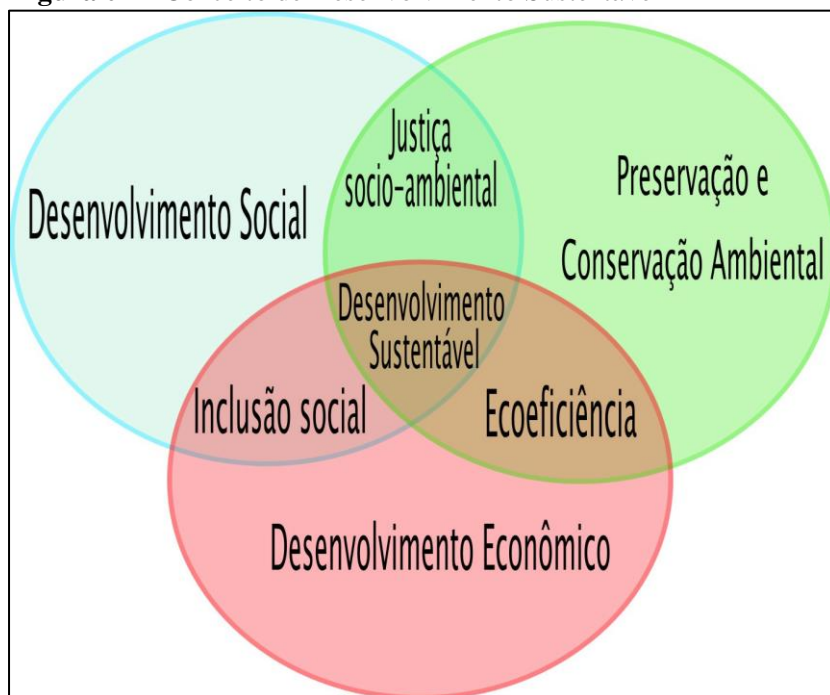 Justiça
socio-ambiental
Desenvolvimento Social
Preservação e
Conservação Ambiental
Desenvolvimento
Sustentável
Inclusão social
Ecoeficiência
Desenvolvimento Econômico